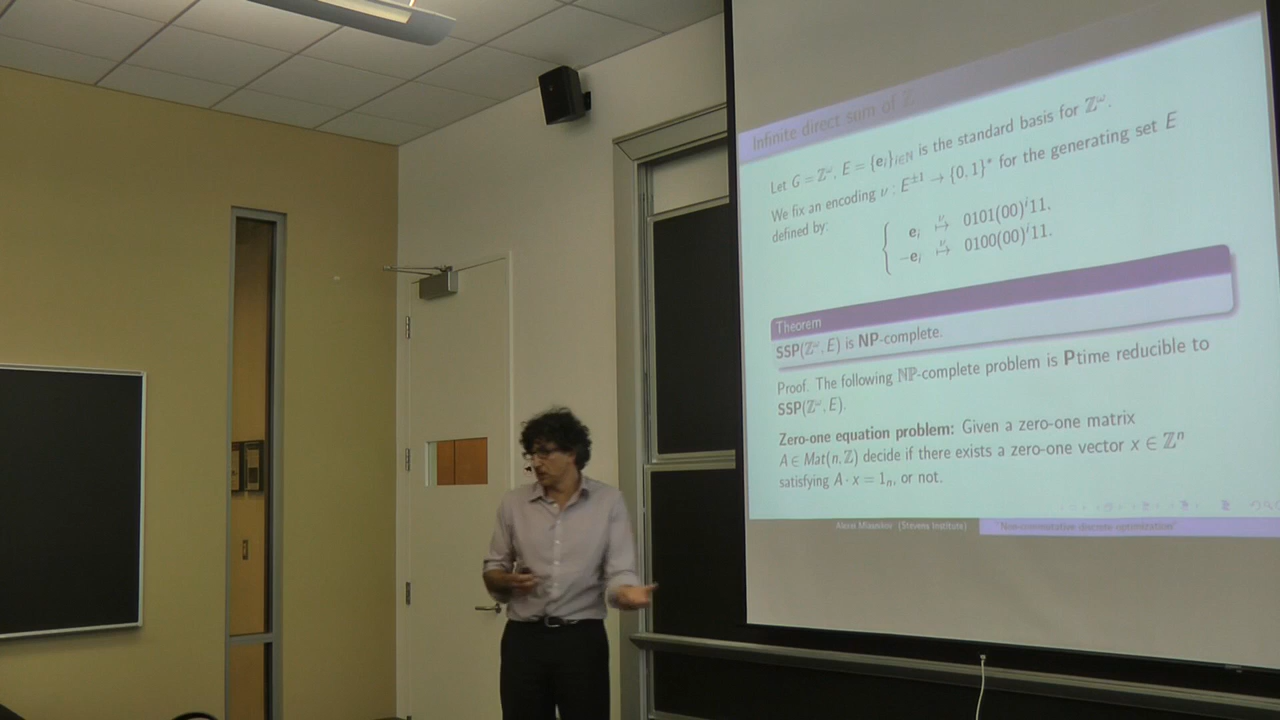 Infinite direct sum of ℤ
Let G = ℤ^ω, E = {e_i}_{i∈ℕ} is the standard basis for ℤ^ω.
We fix an encoding ν : E^{±1} → {0, 1}* for the generating set E
defined by:
e_i ↦^ν 0101(00)^i 11,
−e_i ↦^ν 0100(00)^i 11.
Theorem
SSP(ℤ^ω, E) is NP-complete.
Proof. The following ℕℙ-complete problem is Ptime reducible to
SSP(ℤ^ω, E).
Zero-one equation problem: Given a zero-one matrix
A ∈ Mat(n, ℤ) decide if there exists a zero-one vector x ∈ ℤ^n
satisfying A · x = 1_n, or not.
Alexei Miasnikov (Stevens Institute) "Non-commutative discrete optimization"